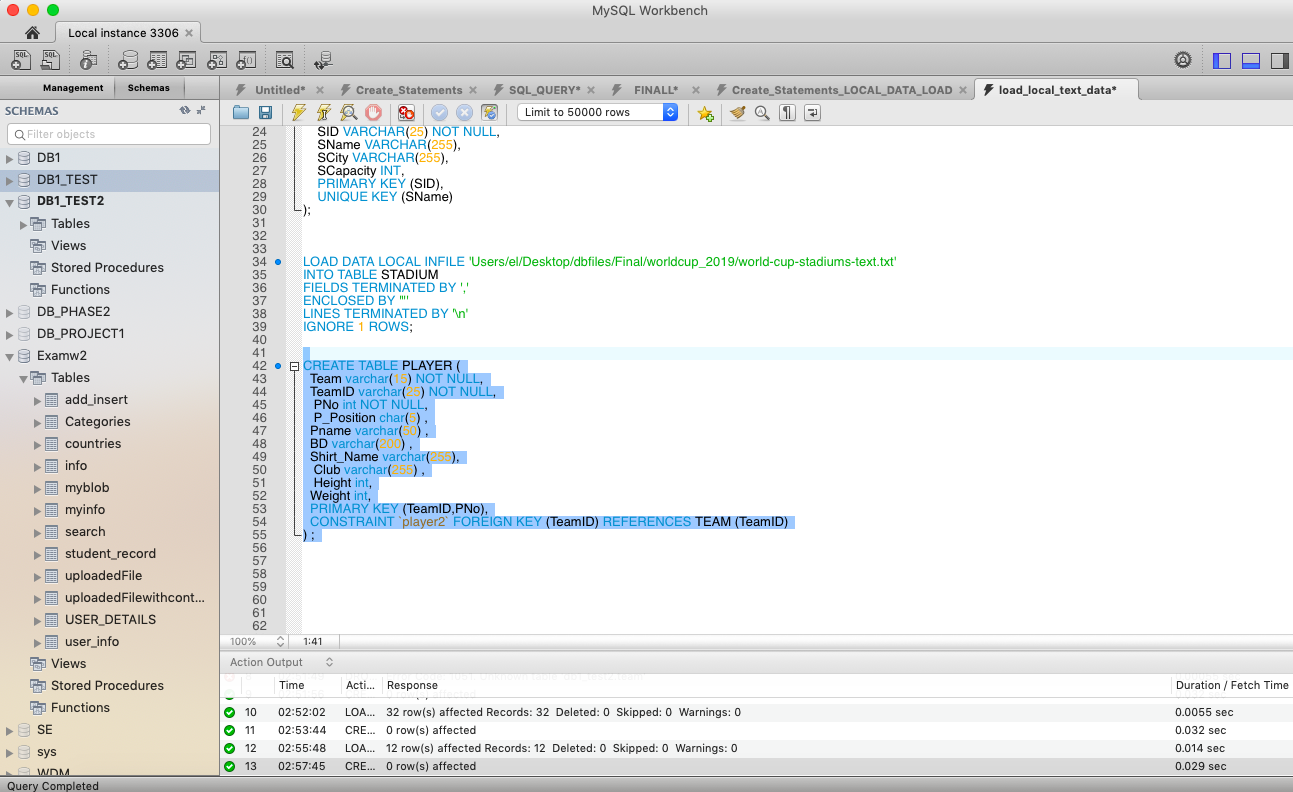 MySQL Workbench
Local instance 3306
Management Schemas
SCHEMAS
Filter objects
DB1
DB1_TEST
DB1_TEST2
Tables
Views
Stored Procedures
Functions
DB_PHASE2
DB_PROJECT1
Examw2
Tables
add_insert
Categories
countries
info
myblob
myinfo
search
student_record
uploadedFile
uploadedFilewithcont...
USER_DETAILS
user_info
Views
Stored Procedures
Functions
SE
sys
WDM
Untitled* Create_Statements SQL_QUERY* FINALL* Create_Statements_LOCAL_DATA_LOAD load_local_text_data*
Limit to 50000 rows
24 SID VARCHAR(25) NOT NULL,
25 SName VARCHAR(255),
26 SCity VARCHAR(255),
27 SCapacity INT,
28 PRIMARY KEY (SID),
29 UNIQUE KEY (SName)
30 );
31
32
33
34 LOAD DATA LOCAL INFILE 'Users/el/Desktop/dbfiles/Final/worldcup_2019/world-cup-stadiums-text.txt'
35 INTO TABLE STADIUM
36 FIELDS TERMINATED BY ','
37 ENCLOSED BY '"'
38 LINES TERMINATED BY '\n'
39 IGNORE 1 ROWS;
40
41
42 CREATE TABLE PLAYER (
43 Team varchar(15) NOT NULL,
44 TeamID varchar(25) NOT NULL,
45 PNo int NOT NULL,
46 P_Position char(5) ,
47 Pname varchar(50) ,
48 BD varchar(200) ,
49 Shirt_Name varchar(255),
50 Club varchar(255) ,
51 Height int,
52 Weight int,
53 PRIMARY KEY (TeamID,PNo),
54 CONSTRAINT `player2` FOREIGN KEY (TeamID) REFERENCES TEAM (TeamID)
55 ) ;
56
57
58
59
60
61
62
100% 1:41
Action Output
Time Acti... Response Duration / Fetch Time
10 02:52:02 LOA... 32 row(s) affected Records: 32 Deleted: 0 Skipped: 0 Warnings: 0 0.0055 sec
11 02:53:44 CRE... 0 row(s) affected 0.032 sec
12 02:55:48 LOA... 12 row(s) affected Records: 12 Deleted: 0 Skipped: 0 Warnings: 0 0.014 sec
13 02:57:45 CRE... 0 row(s) affected 0.029 sec
Query Completed